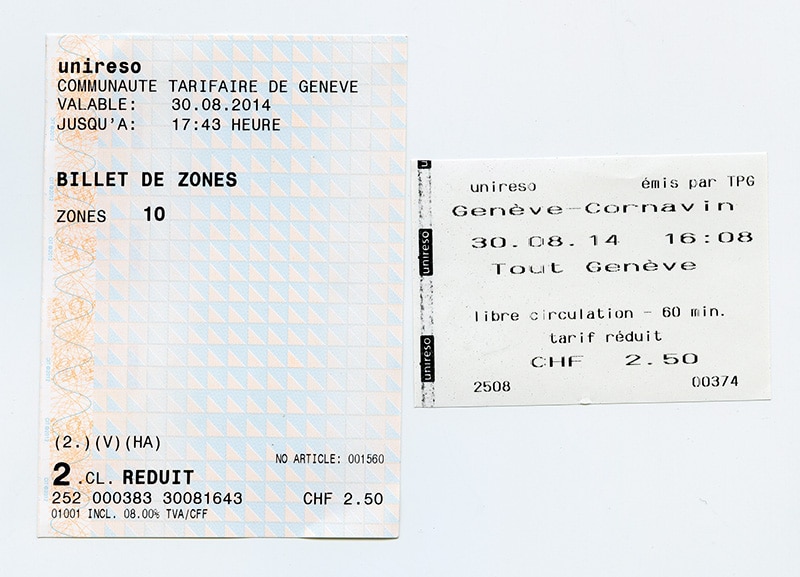 unireso
COMMUNAUTE TARIFAIRE DE GENEVE
VALABLE: 30.08.2014
JUSQU'A: 17:43 HEURE
BILLET DE ZONES
ZONES 10
(2.)(V)(HA)
NO ARTICLE: 001560
2.CL. REDUIT
252 000383 30081643 CHF 2.50
01001 INCL. 08.00% TVA/CFF
unireso émis par TPG
Genève-Cornavin
30.08.14 16:08
Tout Genève
libre circulation - 60 min.
tarif réduit
CHF 2.50
2508 00374
unireso
unireso